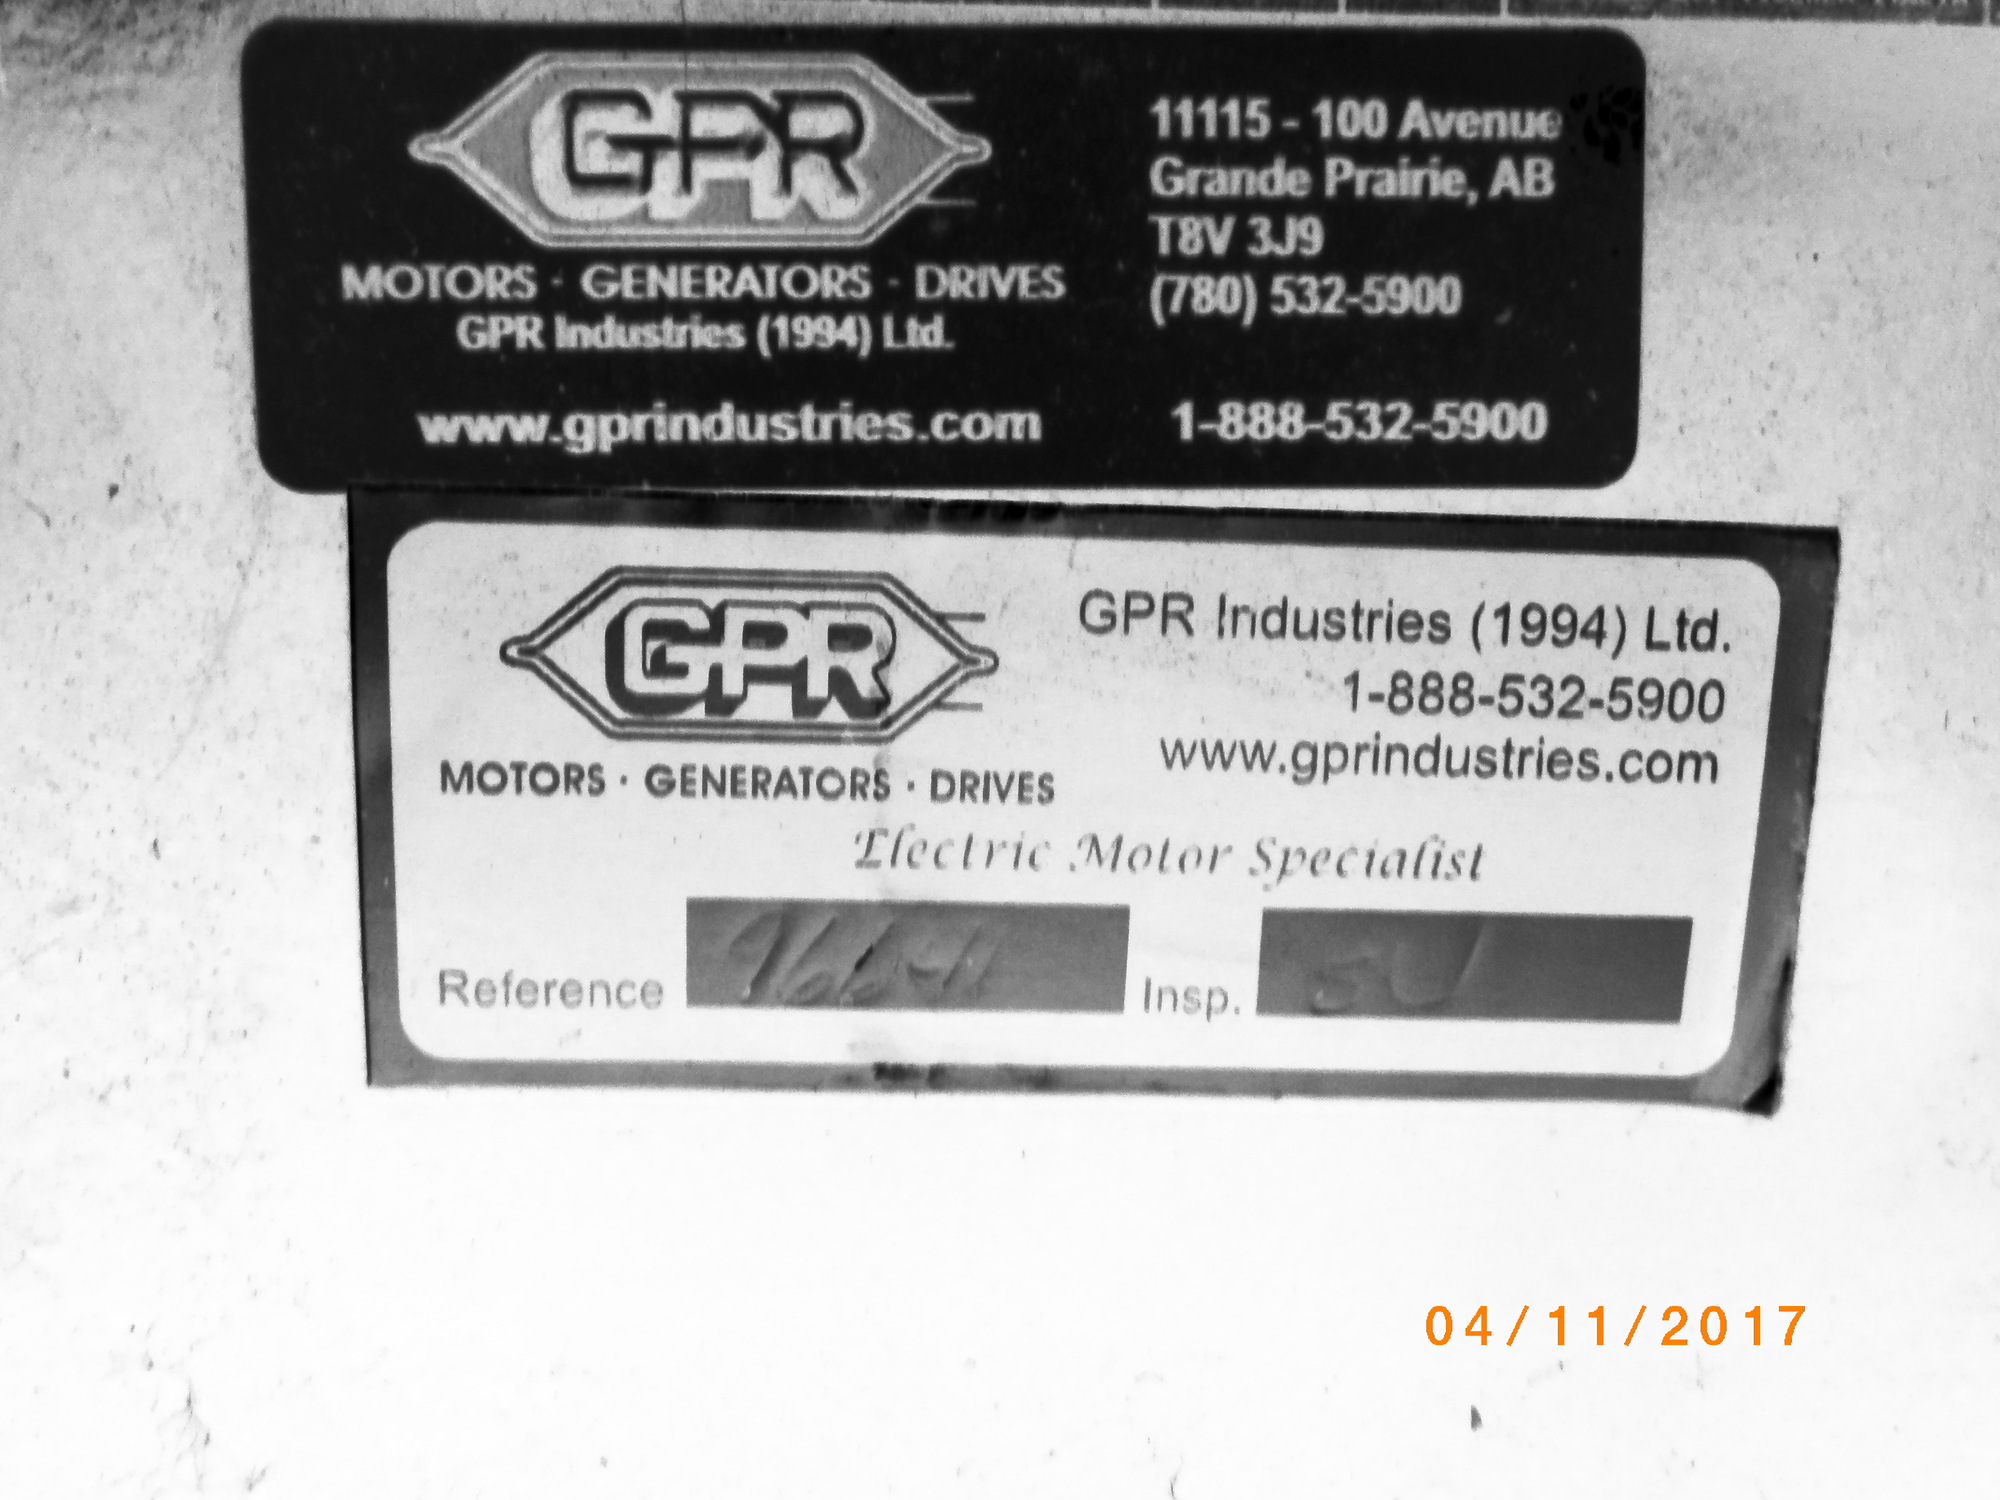 GPR
MOTORS · GENERATORS · DRIVES
GPR Industries (1994) Ltd.
www.gprindustries.com
11115 - 100 Avenue
Grande Prairie, AB
T8V 3J9
(780) 532-5900
1-888-532-5900
GPR
MOTORS · GENERATORS · DRIVES
GPR Industries (1994) Ltd.
1-888-532-5900
www.gprindustries.com
Electric Motor Specialist
Reference
Insp.
04/11/2017